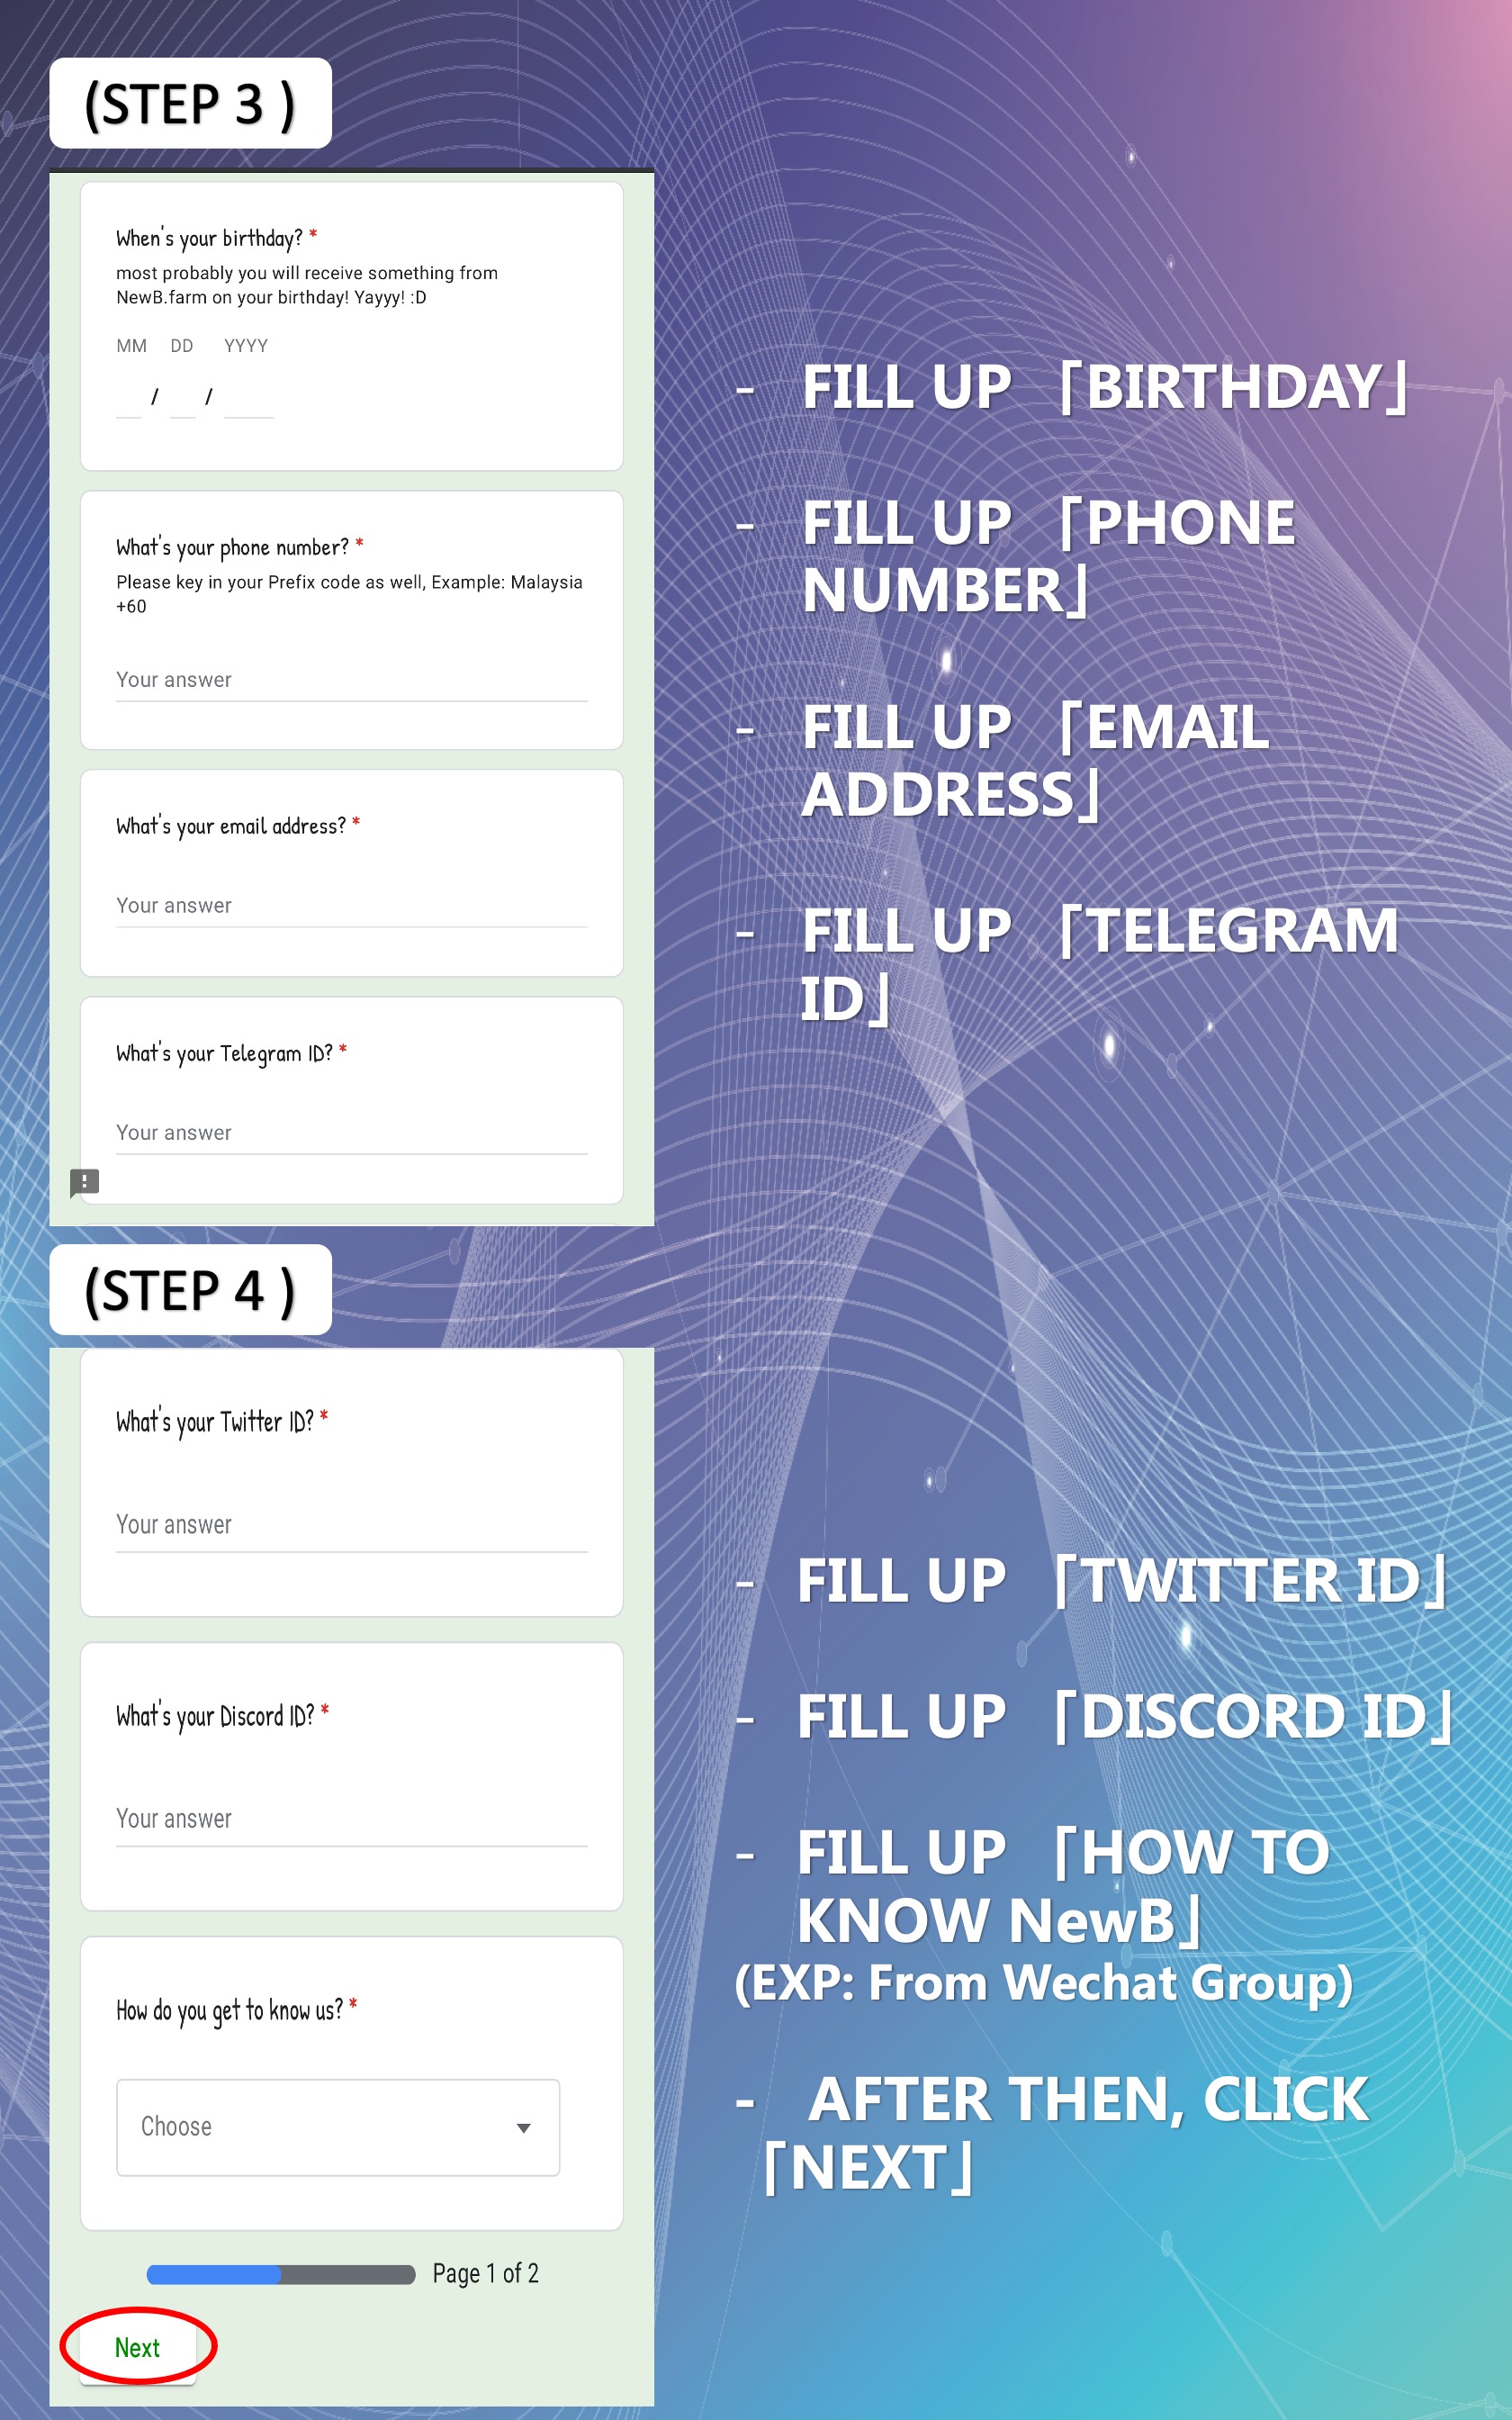 (STEP 3 )
When's your birthday? *
most probably you will receive something from
NewB.farm on your birthday! Yayyy! :D
MM DD YYYY
/ /
What's your phone number? *
Please key in your Prefix code as well, Example: Malaysia
+60
Your answer
What's your email address? *
Your answer
What's your Telegram ID? *
Your answer
- FILL UP 「BIRTHDAY」
- FILL UP 「PHONE
NUMBER」
- FILL UP 「EMAIL
ADDRESS」
- FILL UP 「TELEGRAM
ID」
(STEP 4 )
What's your Twitter ID? *
Your answer
What's your Discord ID? *
Your answer
How do you get to know us? *
Choose
Page 1 of 2
Next
- FILL UP 「TWITTER ID」
- FILL UP 「DISCORD ID」
- FILL UP 「HOW TO
KNOW NewB」
(EXP: From Wechat Group)
- AFTER THEN, CLICK
「NEXT」